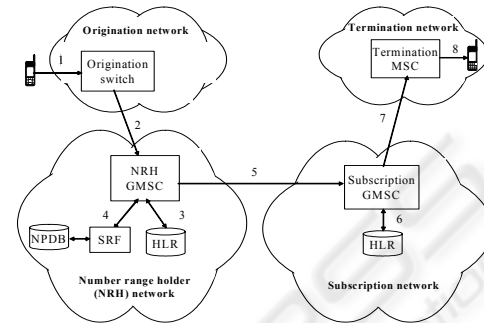 Origination network
1
Origination
switch
2
Termination network
Termination
MSC
8
7
NRH
GMSC
5
Subscription
GMSC
4
3
6
NPDB
SRF
HLR
HLR
Number range holder
(NRH) network
Subscription network